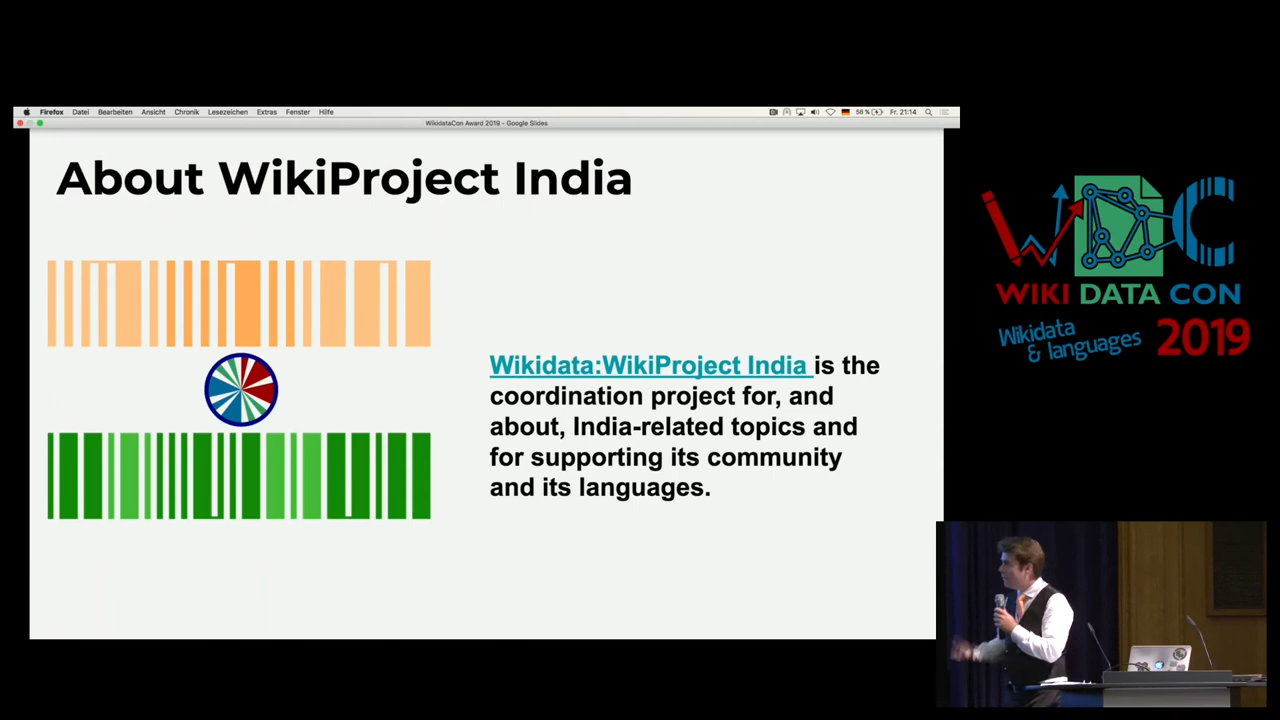 Firefox Datei Bearbeiten Ansicht Chronik Lesezeichen Extras Fenster Hilfe 58 % Fr. 21:14
WikidataCon Award 2019 - Google Slides
About WikiProject India
Wikidata:WikiProject India is the
coordination project for, and
about, India-related topics and
for supporting its community
and its languages.
WDC
WIKI DATA CON
Wikidata
& languages
2019